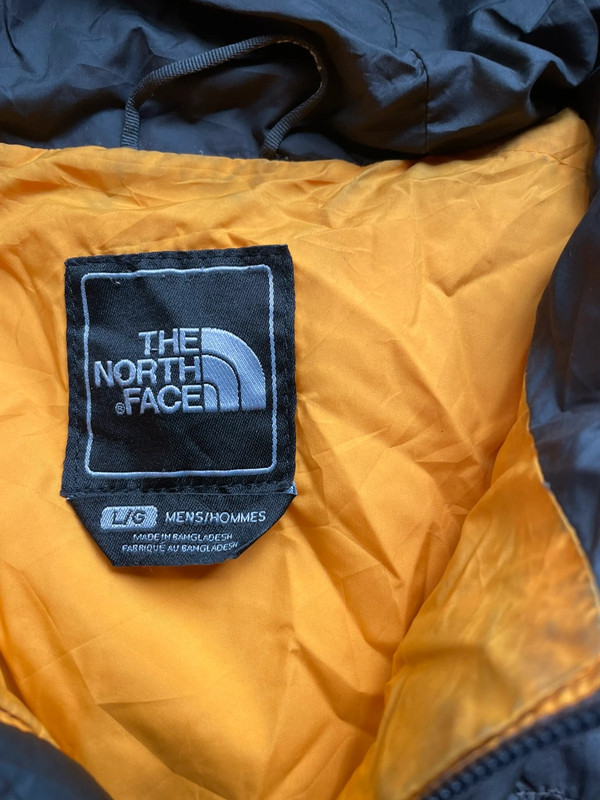 THE
NORTH
®FACE
L/G MENS/HOMMES
MADE IN BANGLADESH
FABRIQUÉ AU BANGLADESH